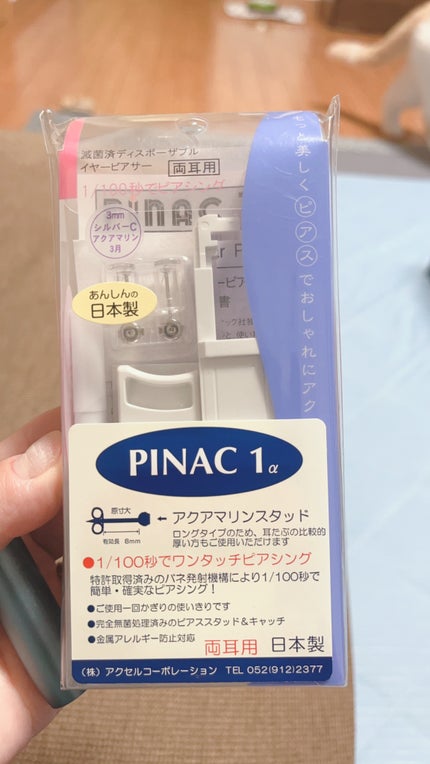 滅菌済ディスポーザブル
イヤーピアサー 両耳用
1/100秒でピアシング
PINAC
3mm
シルバーC
アクアマリン
3月
あんしんの
日本製
もっと美しくピアスでおしゃれにアク
PINAC 1α
原寸大
有効長 8mm
← アクアマリンスタッド
ロングタイプのため、耳たぶの比較的
厚い方もご使用いただけます
●1/100秒でワンタッチピアシング
特許取得済みのバネ発射機構により1/100秒で
簡単・確実なピアシング！
●ご使用一回かぎりの使いきりです
●完全無菌処理済みのピアススタッド&キャッチ
●金属アレルギー防止対応
両耳用 日本製
(株) アクセルコーポレーション TEL 052(912)2377